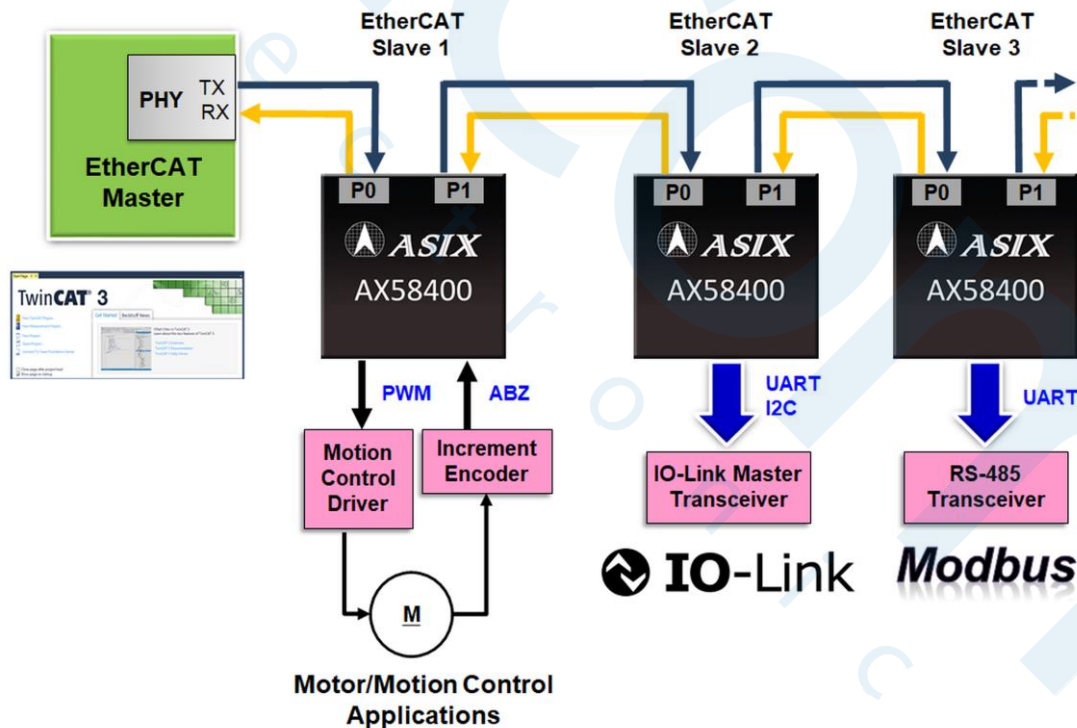 EtherCAT
Slave 1
EtherCAT
Slave 2
EtherCAT
Slave 3
PHY
TX
RX
EtherCAT
Master
P0
P1
ASIX
AX58400
P0
P1
ASIX
AX58400
P0
P1
ASIX
AX58400
TwinCAT® 3
PWM
ABZ
UART
I2C
UART
Motion
Control
Driver
Increment
Encoder
IO-Link Master
Transceiver
RS-485
Transceiver
IO-Link
Modbus
M
Motor/Motion Control
Applications